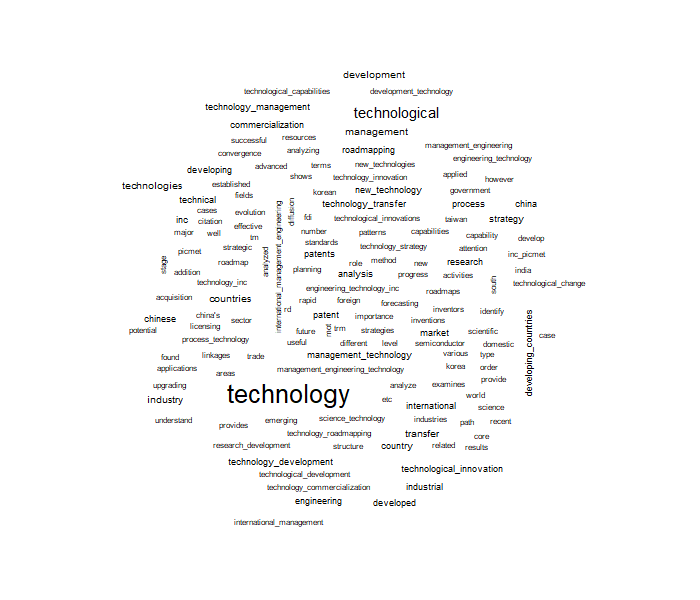 development
technological_capabilities development_technology
technology_management
technological
commercialization
management
successful resources
management_engineering
convergence analyzing roadmapping
engineering_technology
developing advanced terms new_technologies
shows technology_innovation applied however
technologies established
korean new_technology government
technical fields
technology_transfer process china
cases evolution diffusion
inc citation fdi technological_innovations taiwan strategy
major well effective number patterns capabilities capability develop
tm standards
picmet strategic analyzed international_management_engineering patents technology_strategy attention inc_picmet
stage roadmap role method new research
addition planning analysis progress activities india
technology_inc engineering_technology_inc roadmaps south technological_change
acquisition countries rapid foreign forecasting
rd inventors identify
chinese china's sector patent importance inventions
potential licensing future mot trm strategies market scientific
process_technology useful different level semiconductor domestic case
found linkages trade management_technology various type developing_countries
applications areas management_engineering_technology korea order
upgrading analyze examines provide
technology
industry etc world
international science
understand provides emerging science_technology industries path recent
technology_roadmapping transfer core
research_development structure country related results
technology_development
technological_innovation
technological_development
technology_commercialization industrial
engineering developed
international_management